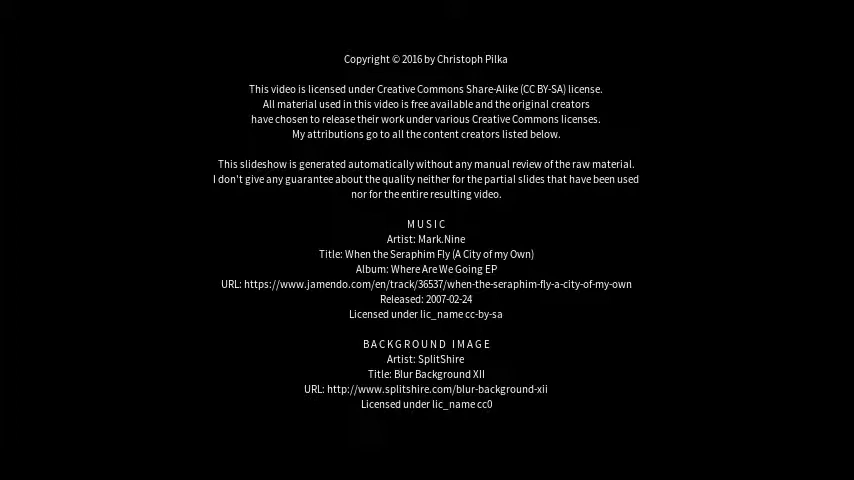 Copyright © 2016 by Christoph Pilka
This video is licensed under Creative Commons Share-Alike (CC BY-SA) license.
All material used in this video is free available and the original creators
have chosen to release their work under various Creative Commons licenses.
My attributions go to all the content creators listed below.
This slideshow is generated automatically without any manual review of the raw material.
I don't give any guarantee about the quality neither for the partial slides that have been used
nor for the entire resulting video.
MUSIC
Artist: Mark.Nine
Title: When the Seraphim Fly (A City of my Own)
Album: Where Are We Going EP
URL: https://www.jamendo.com/en/track/36537/when-the-seraphim-fly-a-city-of-my-own
Released: 2007-02-24
Licensed under lic_name cc-by-sa
BACKGROUND IMAGE
Artist: SplitShire
Title: Blur Background XII
URL: http://www.splitshire.com/blur-background-xii
Licensed under lic_name cc0